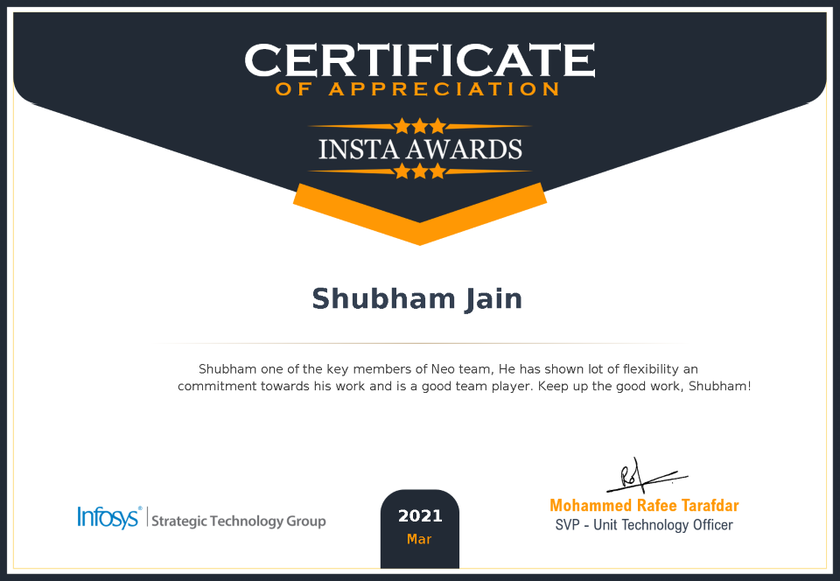 CERTIFICATE
OF APPRECIATION
INSTA AWARDS
Shubham Jain
Shubham one of the key members of Neo team, He has shown lot of flexibility an
commitment towards his work and is a good team player. Keep up the good work, Shubham!
Infosys® | Strategic Technology Group
2021
Mar
Mohammed Rafee Tarafdar
SVP - Unit Technology Officer